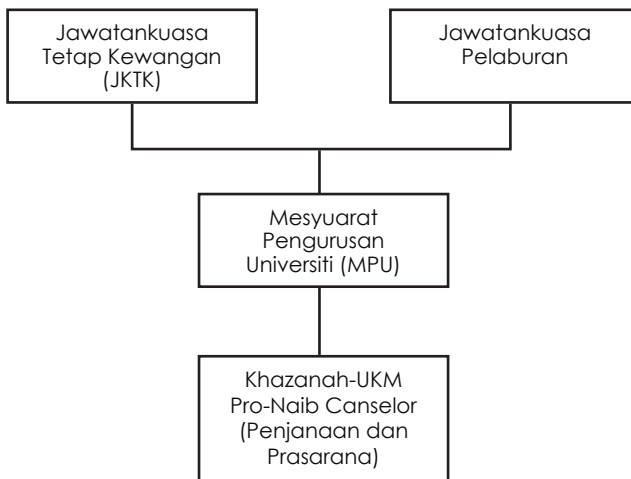 Jawatankuasa
Tetap Kewangan
(JKTK)
Jawatankuasa
Pelaburan
Mesyuarat
Pengurusan
Universiti (MPU)
Khazanah-UKM
Pro-Naib Canselor
(Penjanaan dan
Prasarana)